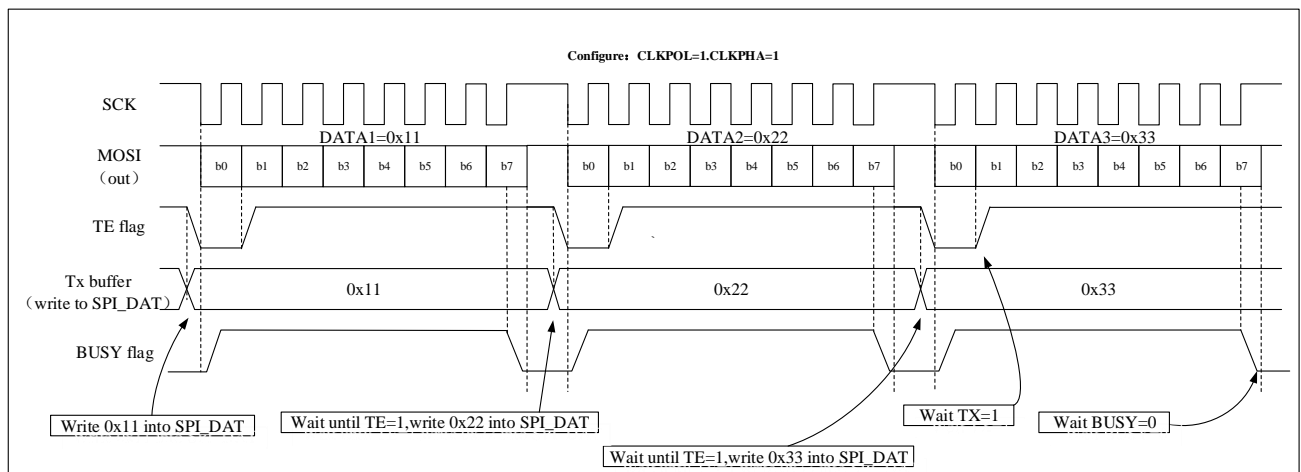 Configure：CLKPOL=1.CLKPHA=1
SCK
DATA1=0x11 DATA2=0x22 DATA3=0x33
MOSI
（out）
b0 b1 b2 b3 b4 b5 b6 b7 b0 b1 b2 b3 b4 b5 b6 b7 b0 b1 b2 b3 b4 b5 b6 b7
TE flag
Tx buffer
（write to SPI_DAT）
0x11 0x22 0x33
BUSY flag
Write 0x11 into SPI_DAT
Wait until TE=1,write 0x22 into SPI_DAT
Wait until TE=1,write 0x33 into SPI_DAT
Wait TX=1
Wait BUSY=0